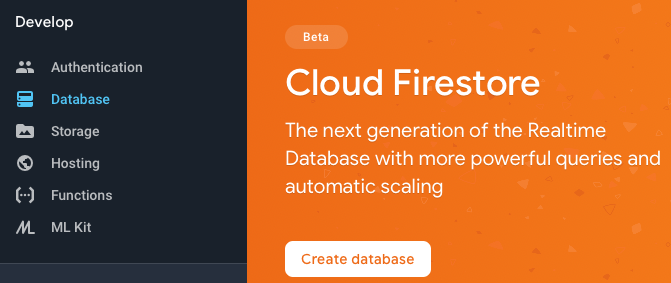 Develop
Authentication
Database
Storage
Hosting
Functions
ML Kit
Beta
Cloud Firestore
The next generation of the Realtime
Database with more powerful queries and
automatic scaling
Create database